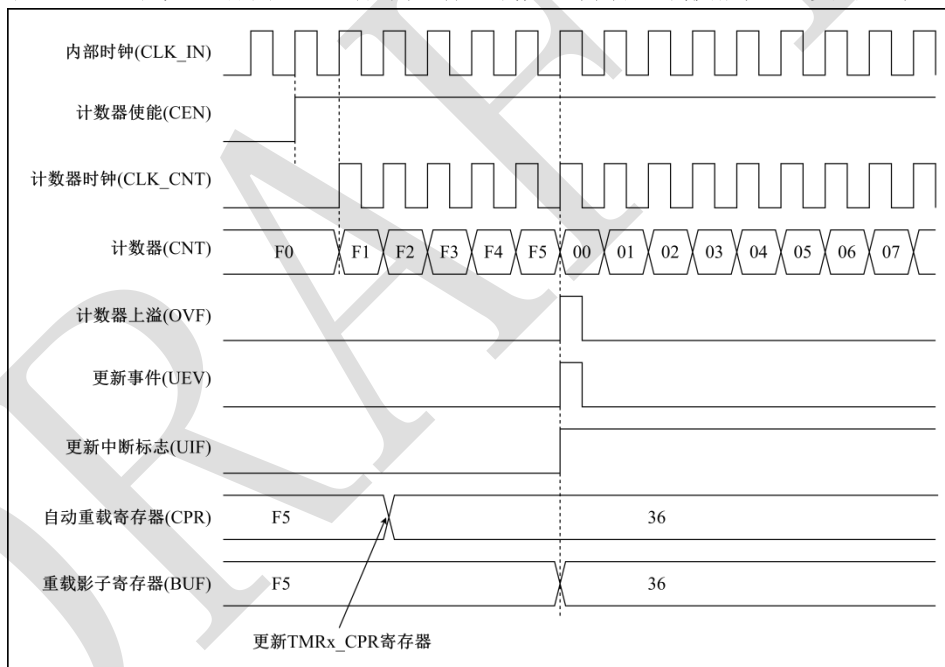 内部时钟(CLK_IN)
计数器使能(CEN)
计数器时钟(CLK_CNT)
计数器(CNT) F0 F1 F2 F3 F4 F5 00 01 02 03 04 05 06 07
计数器上溢(OVF)
更新事件(UEV)
更新中断标志(UIF)
自动重载寄存器(CPR) F5 36
重载影子寄存器(BUF) F5 36
更新TMRx_CPR寄存器